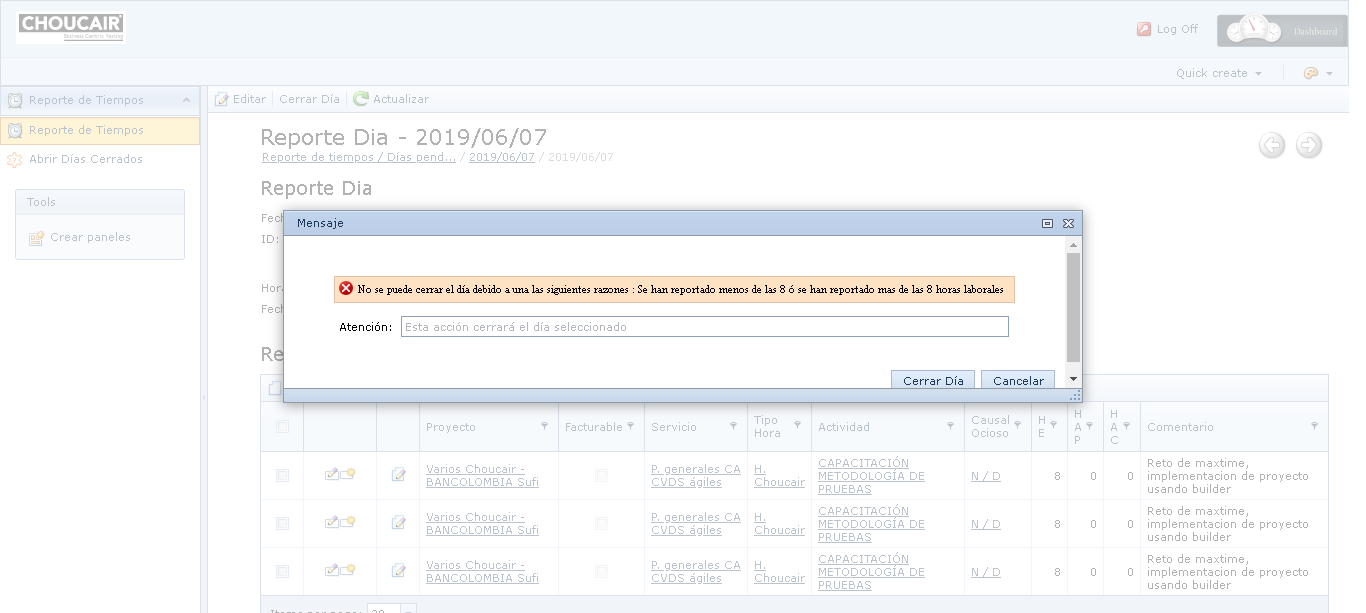 CHOUCAIR
Business Centric Testing
Log Off
Dashboard
Quick create
Reporte de Tiempos
Editar
Cerrar Día
Actualizar
Reporte de Tiempos
Abrir Días Cerrados
Tools
Crear paneles
Reporte Dia - 2019/06/07
Reporte de tiempos / Días pend... / 2019/06/07 / 2019/06/07
Reporte Dia
Fech
ID:
Hora
Fech
Re
Mensaje
No se puede cerrar el día debido a una las siguientes razones : Se han reportado menos de las 8 ó se han reportado mas de las 8 horas laborales
Atención:
Esta acción cerrará el día seleccionado
Cerrar Día
Cancelar
Proyecto
Facturable
Servicio
Tipo
Hora
Actividad
Causal
Ocioso
H
E
H
A
P
H
A
C
Comentario
Varios Choucair -
BANCOLOMBIA Sufi
P. generales CA
CVDS ágiles
H.
Choucair
CAPACITACIÓN
METODOLOGÍA DE
PRUEBAS
N / D
8
0
0
Reto de maxtime,
implementacion de proyecto
usando builder
Varios Choucair -
BANCOLOMBIA Sufi
P. generales CA
CVDS ágiles
H.
Choucair
CAPACITACIÓN
METODOLOGÍA DE
PRUEBAS
N / D
8
0
0
Reto de maxtime,
implementacion de proyecto
usando builder
Varios Choucair -
BANCOLOMBIA Sufi
P. generales CA
CVDS ágiles
H.
Choucair
CAPACITACIÓN
METODOLOGÍA DE
PRUEBAS
N / D
8
0
0
Reto de maxtime,
implementacion de proyecto
usando builder
Items per page:
20